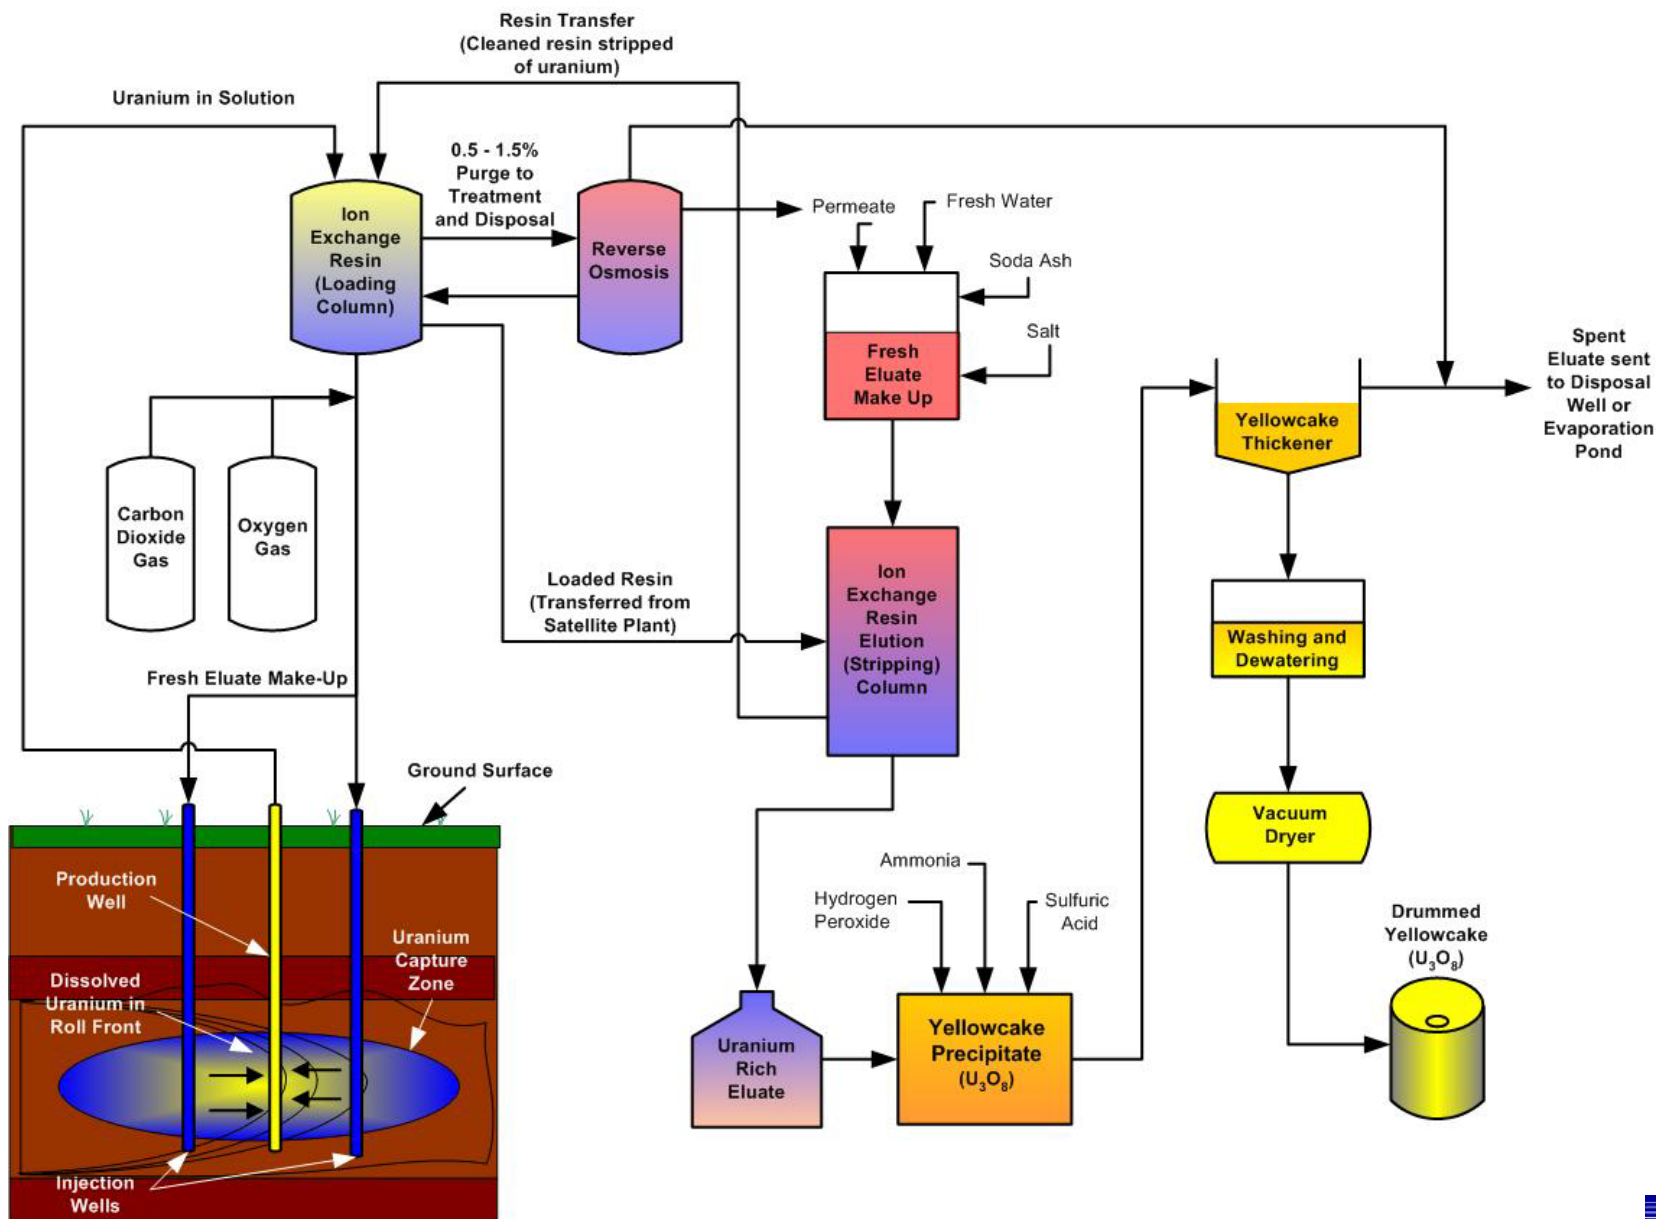 Resin Transfer
(Cleaned resin stripped
of uranium)
Uranium in Solution
0.5 - 1.5%
Purge to
Treatment
and Disposal
Ion
Exchange
Resin
(Loading
Column)
Reverse
Osmosis
Permeate
Fresh Water
Soda Ash
Salt
Fresh
Eluate
Make Up
Yellowcake
Thickener
Spent
Eluate sent
to Disposal
Well or
Evaporation
Pond
Carbon
Dioxide
Gas
Oxygen
Gas
Loaded Resin
(Transferred from
Satellite Plant)
Ion
Exchange
Resin
Elution
(Stripping)
Column
Washing and
Dewatering
Fresh Eluate Make-Up
Ground Surface
Vacuum
Dryer
Production
Well
Uranium
Capture
Zone
Dissolved
Uranium in
Roll Front
Injection
Wells
Ammonia
Hydrogen
Peroxide
Sulfuric
Acid
Uranium
Rich
Eluate
Yellowcake
Precipitate
(U3O8)
Drummed
Yellowcake
(U3O8)